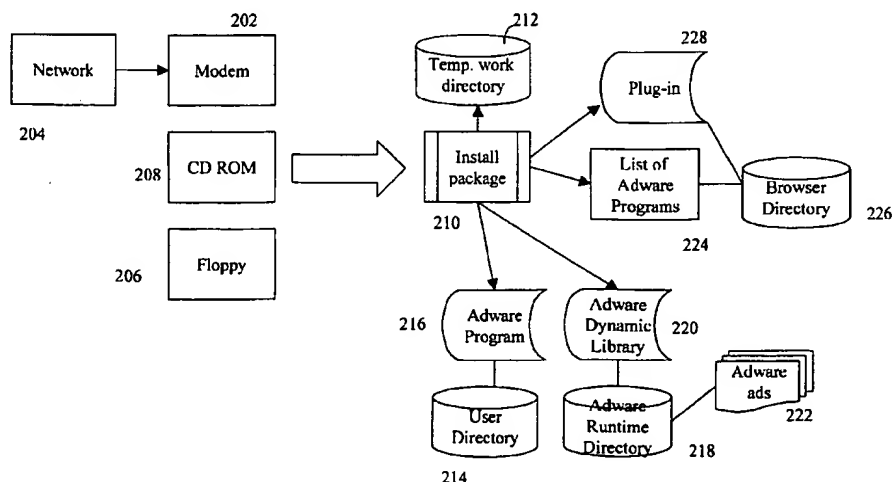 202
Network
Modem
204
208
CD ROM
206
Floppy
212
Temp. work
directory
Install
package
210
228
Plug-in
List of
Adware
Programs
224
Browser
Directory
226
216
Adware
Program
User
Directory
214
Adware
Dynamic
Library
220
Adware
Runtime
Directory
218
Adware
ads
222